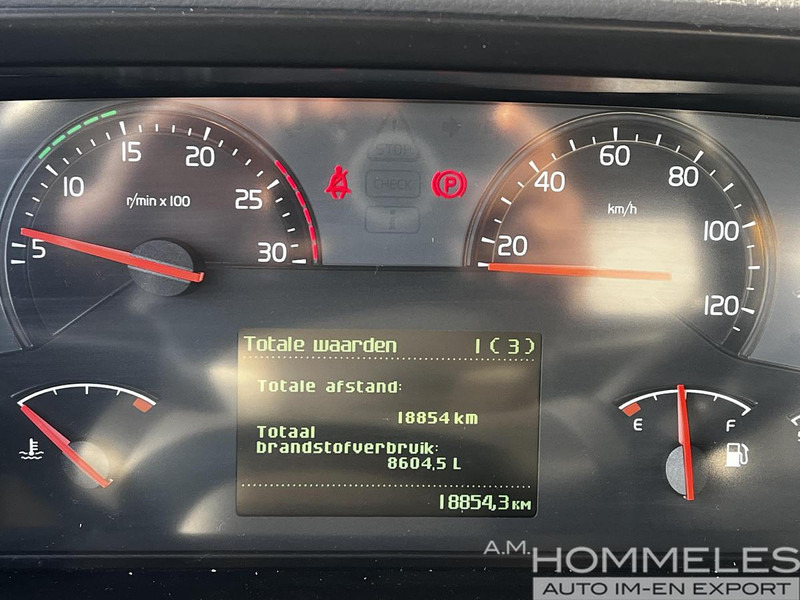 5
10
15
20
25
30
r/min x 100
STOP
CHECK
i
P
20
40
60
80
100
120
km/h
Totale waarden 1(3)
Totale afstand:
18854 km
Totaal
brandstofverbruik:
8604,5 L
18854,3 KM
E
F
A.M.
HOMMELES
AUTO IM-EN EXPORT